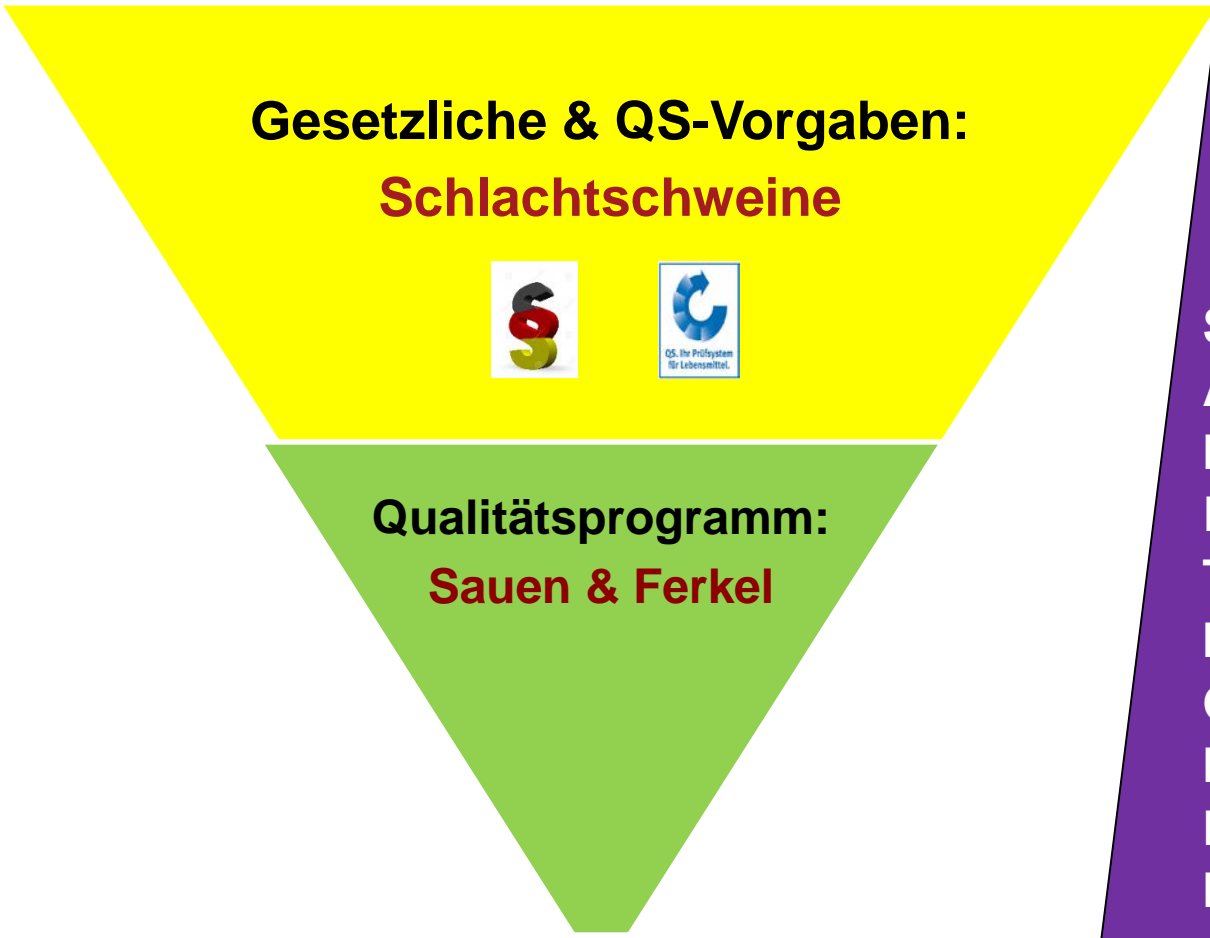 Gesetzliche & QS-Vorgaben:
Schlachtschweine
QS. Ihr Prüfsystem
für Lebensmittel.
Qualitätsprogramm:
Sauen & Ferkel